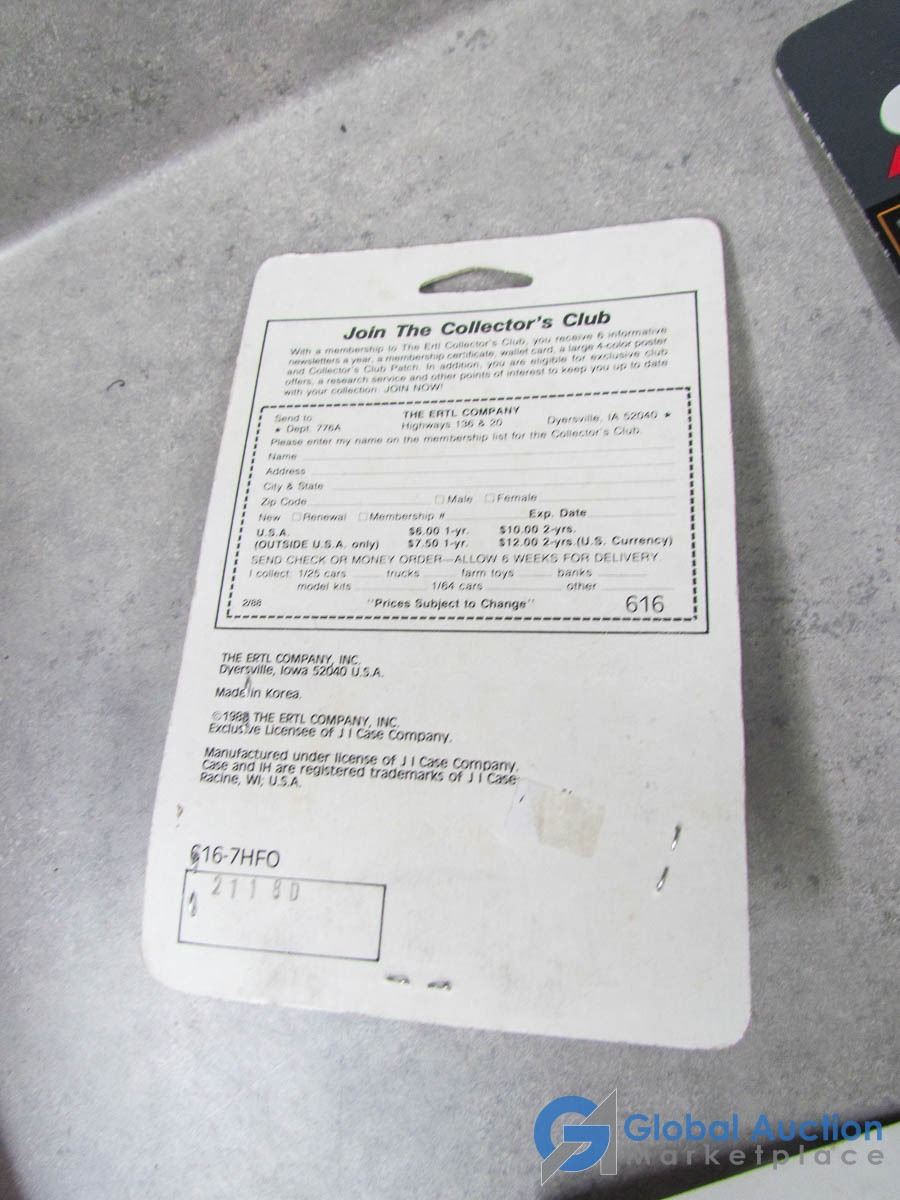 Join The Collector's Club
With a membership to The Ertl Collector's Club, you receive 6 informative
newsletters a year, a membership certificate, wallet card, a large 4-color poster
and Collector's Club Patch. In addition, you are eligible for exclusive club
offers, a research service and other points of interest to keep you up to date
with your collection. JOIN NOW!
Send to THE ERTL COMPANY
★ Dept. 776A Highways 136 & 20 Dyersville, IA 52040 ★
Please enter my name on the membership list for the Collector's Club.
Name
Address
City & State
Zip Code □ Male □ Female
New □ Renewal □ Membership # Exp. Date
U.S.A. $6.00 1-yr. $10.00 2-yrs.
(OUTSIDE U.S.A. only) $7.50 1-yr. $12.00 2-yrs. (U.S. Currency)
SEND CHECK OR MONEY ORDER—ALLOW 6 WEEKS FOR DELIVERY
I collect: 1/25 cars trucks farm toys banks
model kits 1/64 cars other
2/88 "Prices Subject to Change" 616
THE ERTL COMPANY, INC.
Dyersville, Iowa 52040 U.S.A.
Made in Korea.
©1988 THE ERTL COMPANY, INC.
Exclusive Licensee of J I Case Company.
Manufactured under license of J I Case Company.
Case and IH are registered trademarks of J I Case
Racine, WI, U.S.A.
616-7HFO
2118D
Global Auction
Marketplace